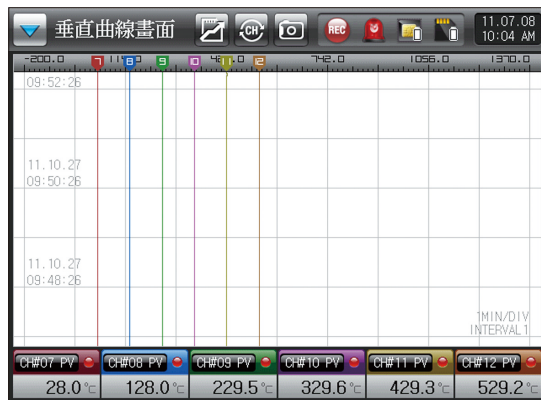 垂直曲線畫面 CH REC 11.07.08
10:04 AM
-200.0 742.0 1056.0 1370.0
7 8 9 10 11 12
09:52:26
11.10.27
09:50:26
11.10.27
09:48:26
1MIN/DIV
INTERVAL 1
CH#07 PV CH#08 PV CH#09 PV CH#10 PV CH#11 PV CH#12 PV
28.0℃ 128.0℃ 229.5℃ 329.6℃ 429.3℃ 529.2℃